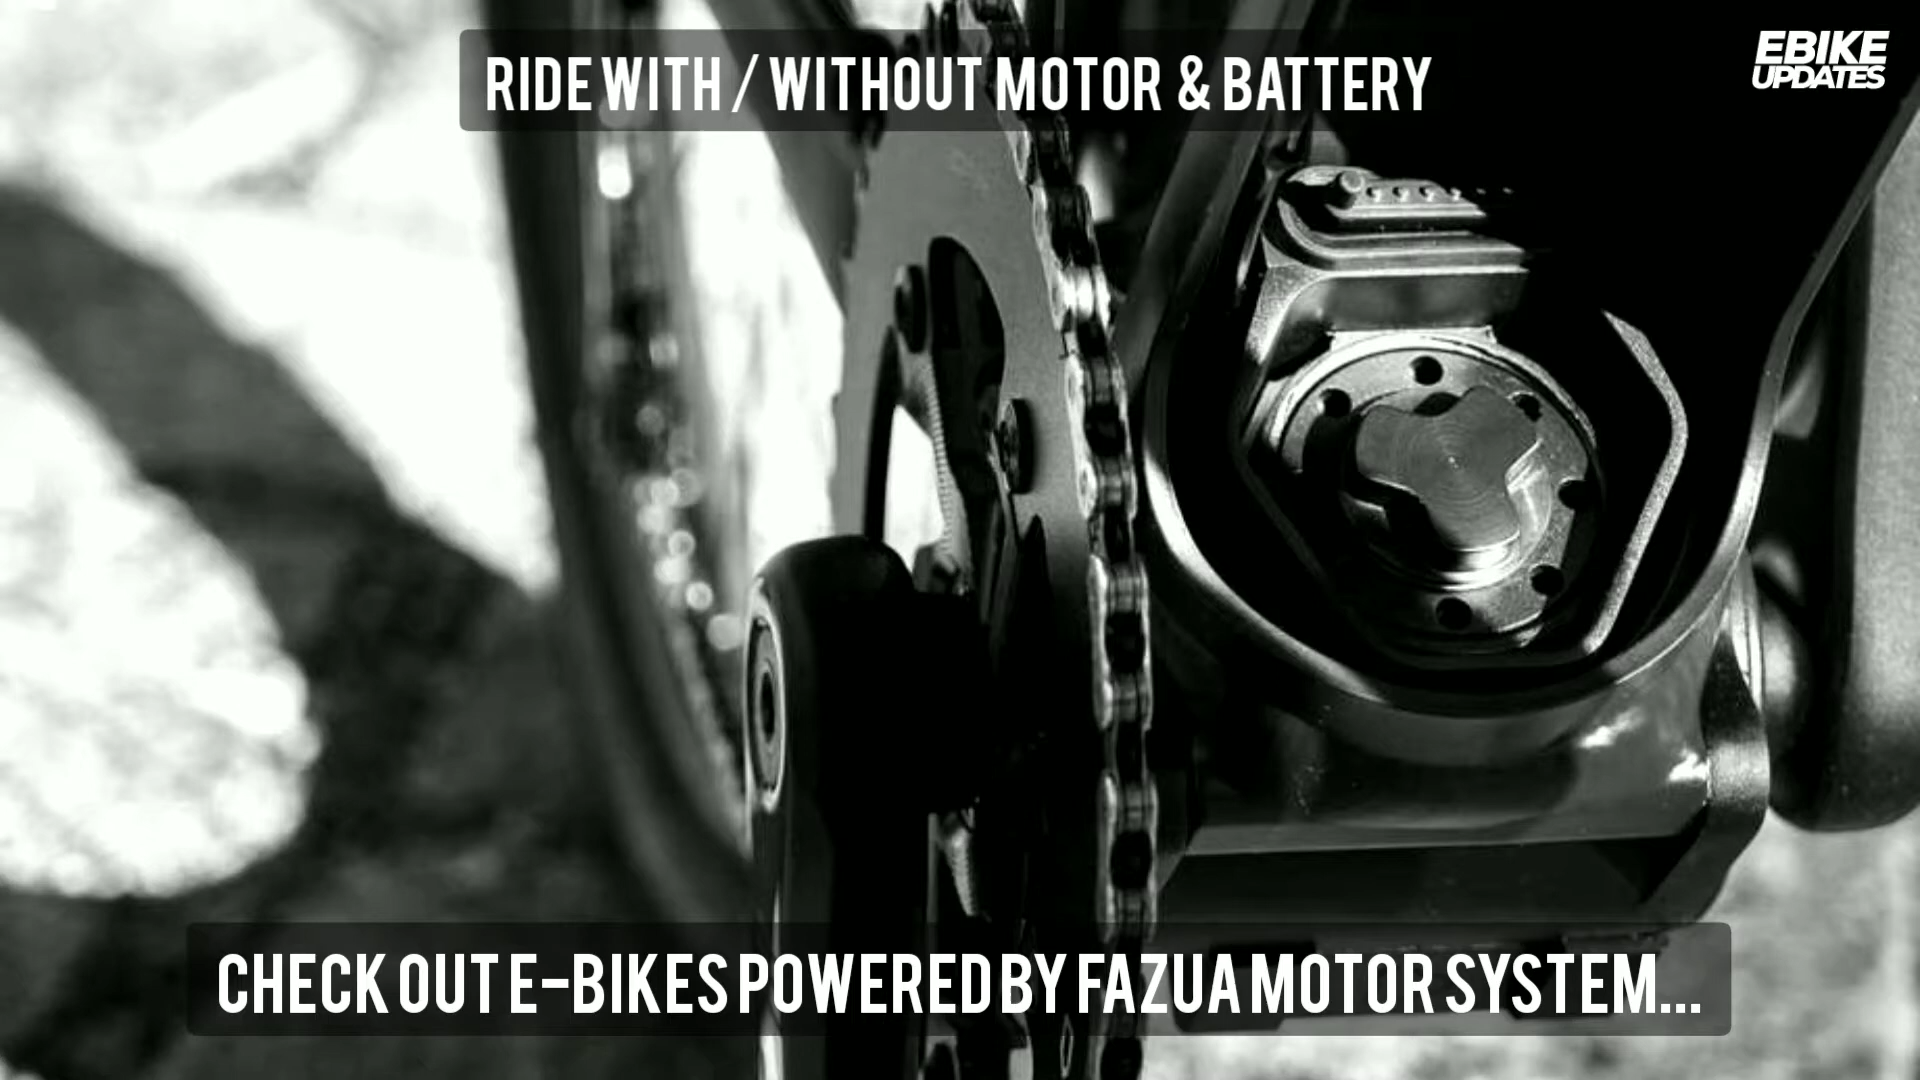 RIDE WITH / WITHOUT MOTOR & BATTERY
EBIKE
UPDATES
CHECK OUT E-BIKES POWERED BY FAZUA MOTOR SYSTEM...